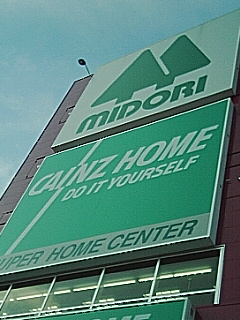 MIDORI
CAINZ HOME
DO IT YOURSELF
SUPER HOME CENTER